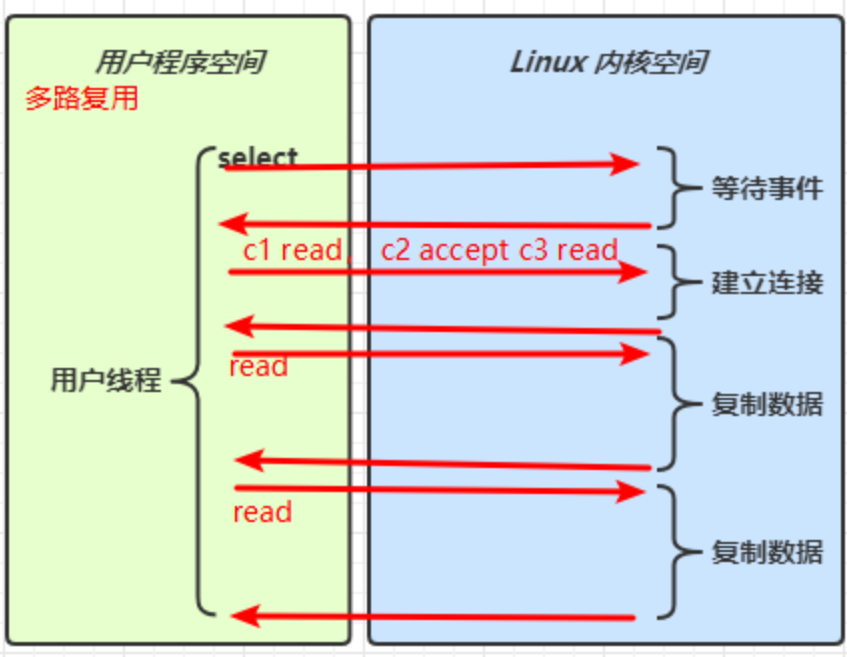 用户程序空间
Linux 内核空间
多路复用
select
等待事件
c1 read， c2 accept c3 read
建立连接
read
用户线程
复制数据
read
复制数据